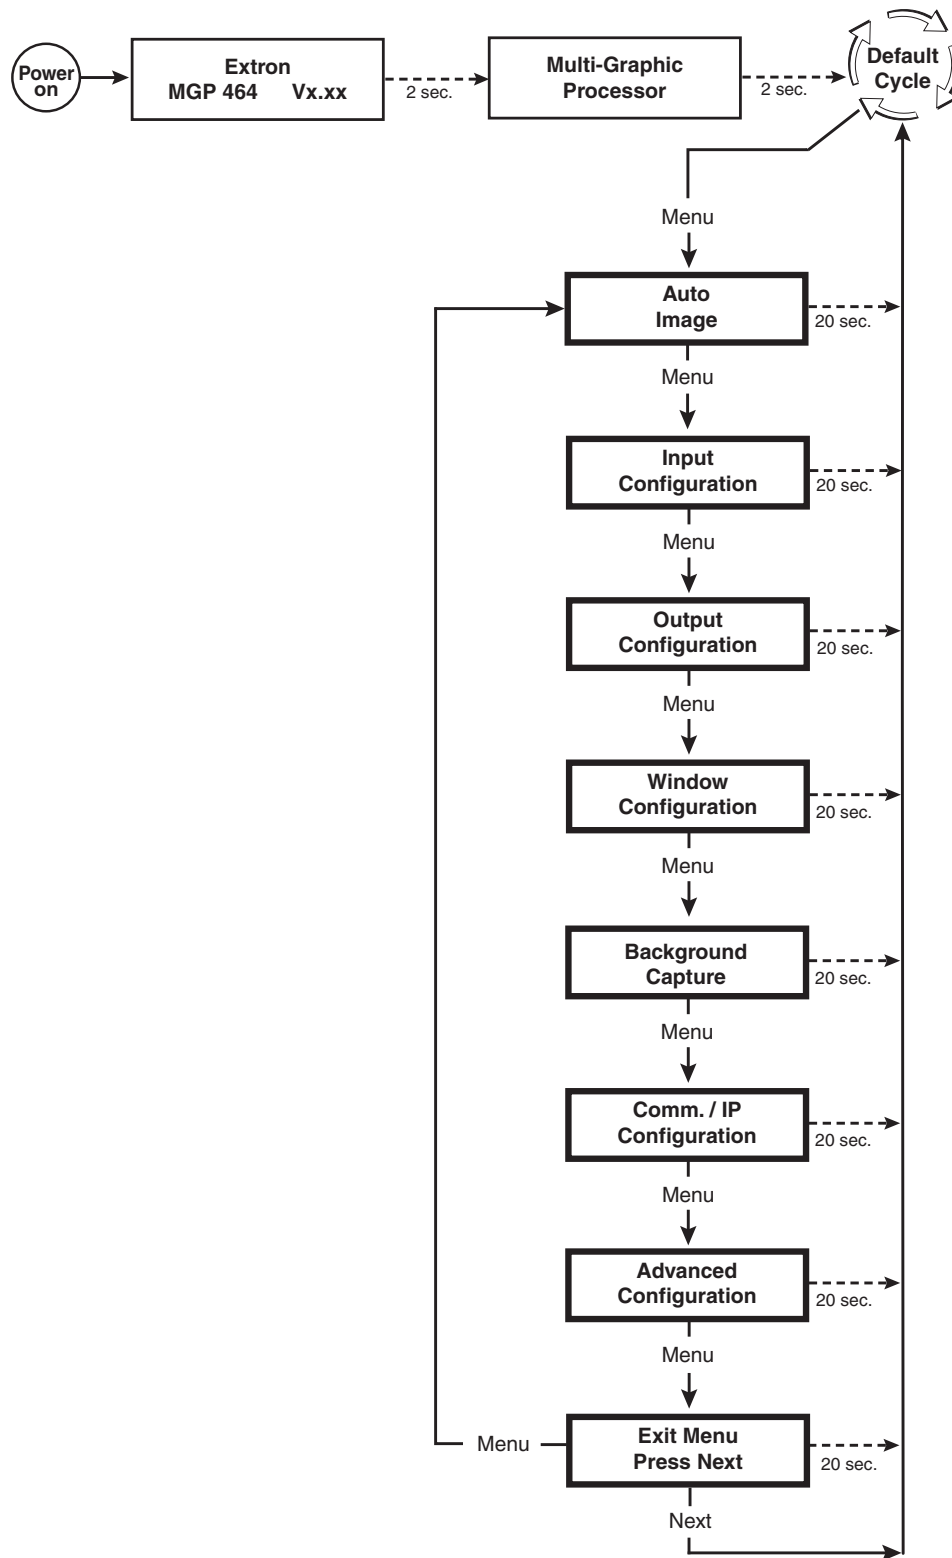 Power
on
Extron
MGP 464 Vx.xx
2 sec.
Multi-Graphic
Processor
2 sec.
Default
Cycle
Menu
Auto
Image
20 sec.
Menu
Input
Configuration
20 sec.
Menu
Output
Configuration
20 sec.
Menu
Window
Configuration
20 sec.
Menu
Background
Capture
20 sec.
Menu
Comm. / IP
Configuration
20 sec.
Menu
Advanced
Configuration
20 sec.
Menu
Menu
Exit Menu
Press Next
20 sec.
Next